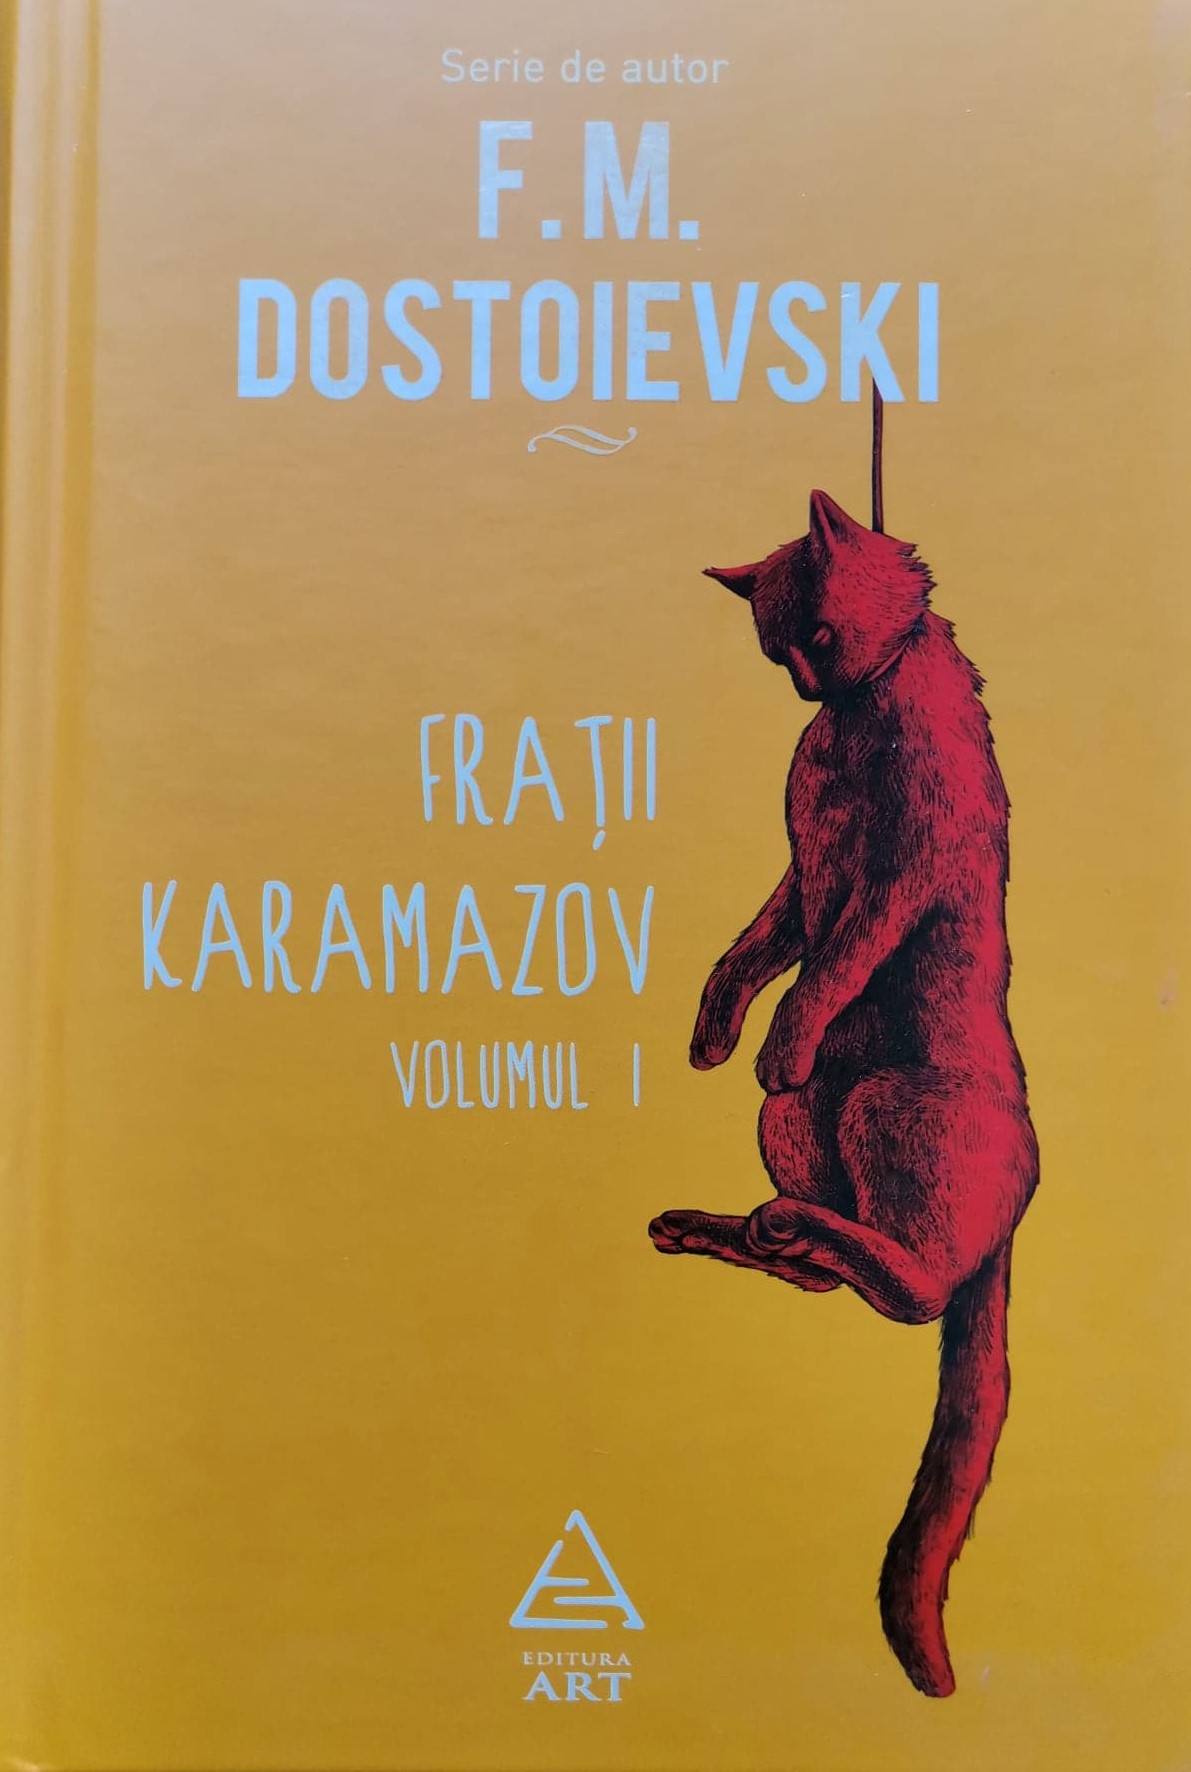 Serie de autor
F.M.
DOSTOIEVSKI
FRAȚII
KARAMAZOV
VOLUMUL I
EDITURA
ART